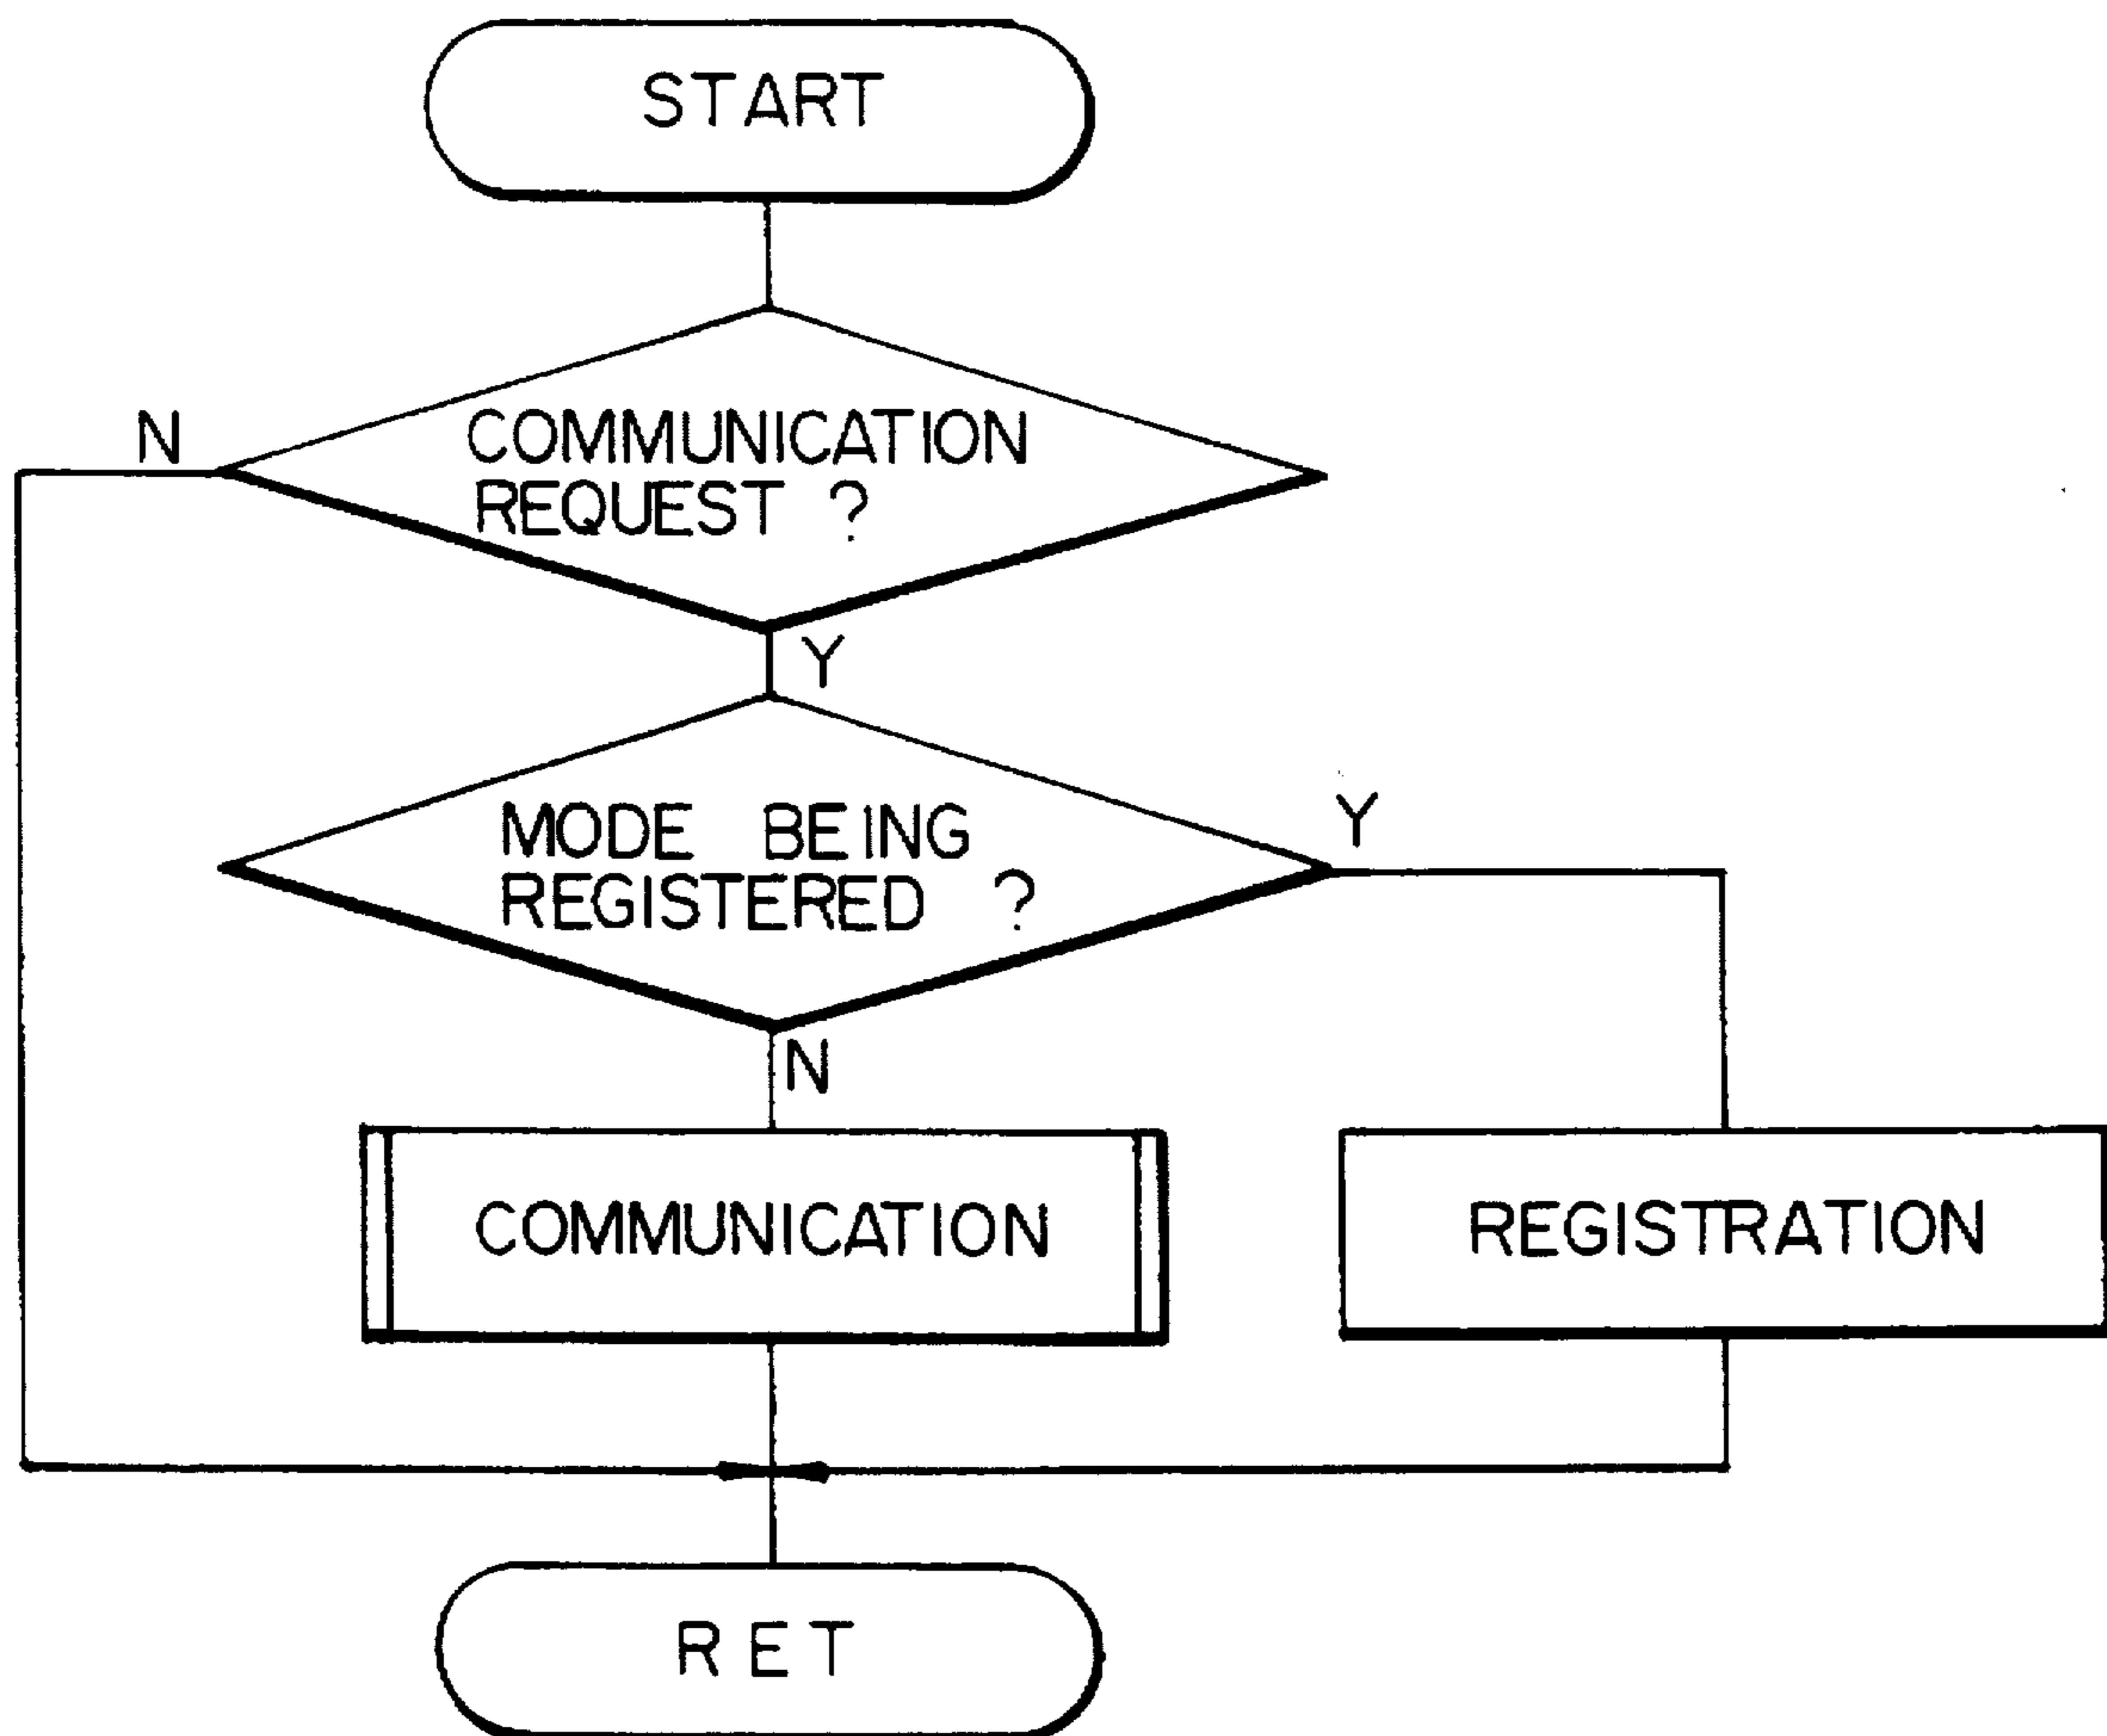 START
N
COMMUNICATION
REQUEST ?
Y
MODE BEING
REGISTERED ?
Y
N
COMMUNICATION
REGISTRATION
RET